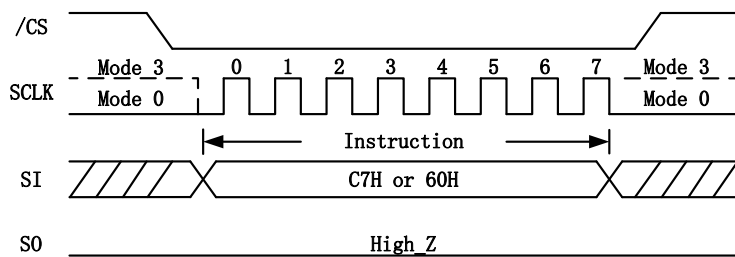 /CS
Mode 3 0 1 2 3 4 5 6 7 Mode 3
SCLK
Mode 0 Mode 0
Instruction
SI C7H or 60H
SO High_Z